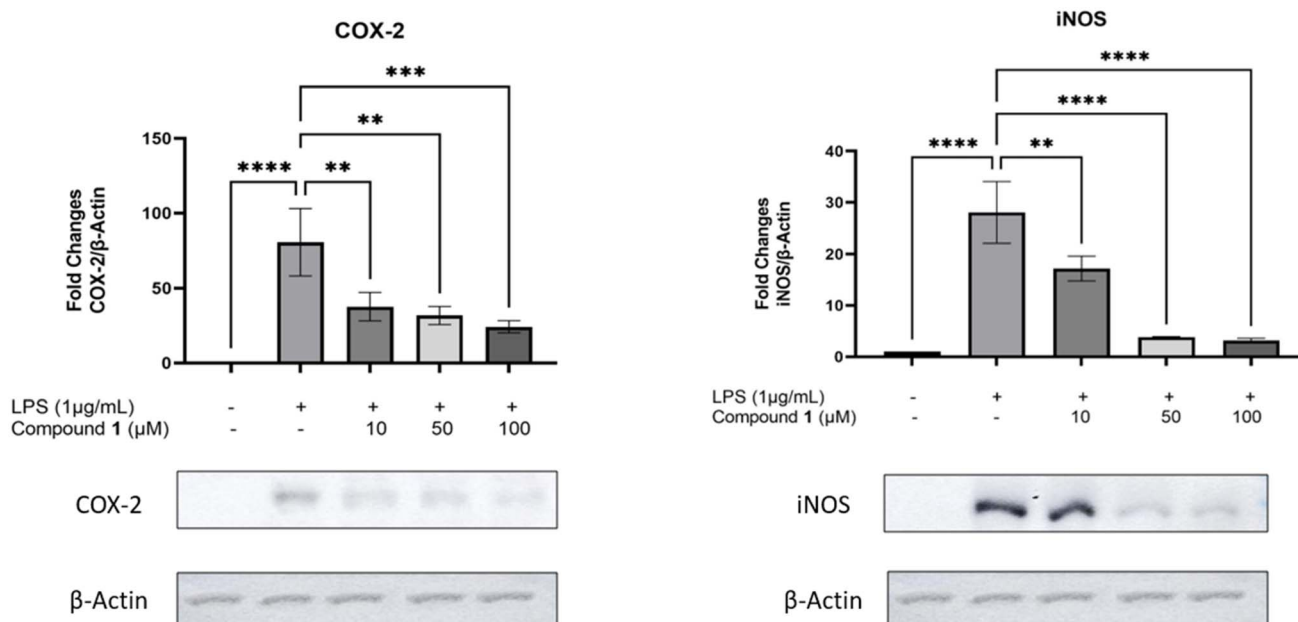 COX-2
***
**
**** **
150
100
50
0
Fold Changes
COX-2/β-Actin
LPS (1µg/mL) - + + + +
Compound 1 (µM) - - 10 50 100
COX-2
β-Actin
iNOS
****
****
**** **
40
30
20
10
0
Fold Changes
iNOS/β-Actin
LPS (1µg/mL) - + + + +
Compound 1 (µM) - - 10 50 100
iNOS
β-Actin